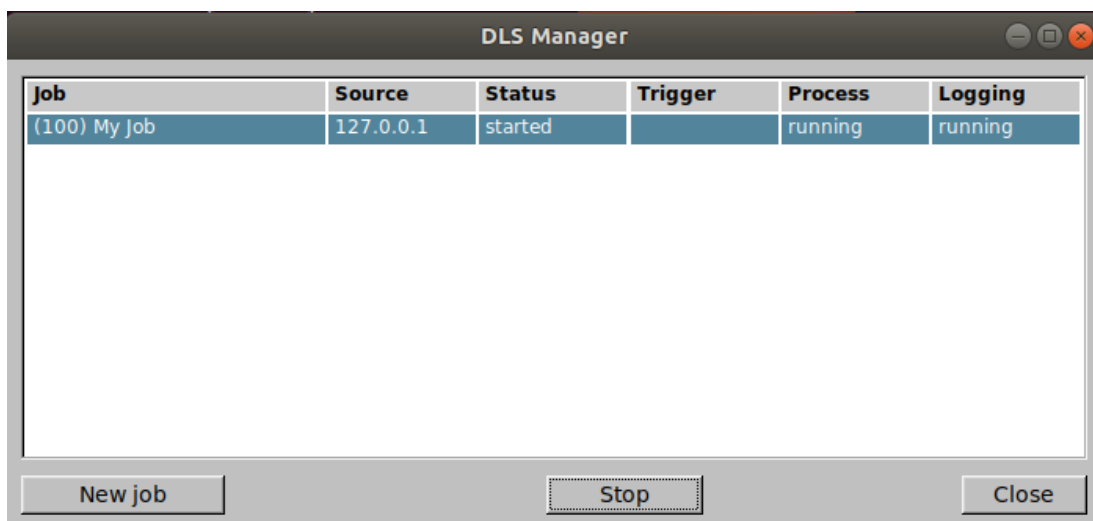 DLS Manager
Job Source Status Trigger Process Logging
(100) My Job 127.0.0.1 started running running
New job Stop Close